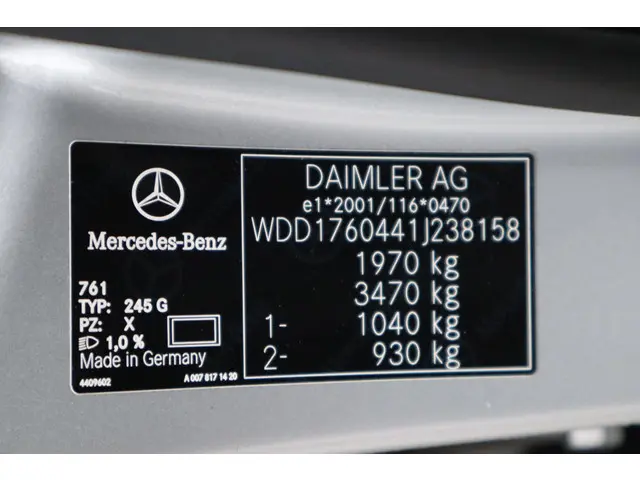 Mercedes-Benz
761
TYP: 245 G
PZ: X
1,0 %
Made in Germany
4409602 A 007 817 14 20
DAIMLER AG
e1*2001/116*0470
WDD1760441J238158
1970 kg
3470 kg
1- 1040 kg
2- 930 kg